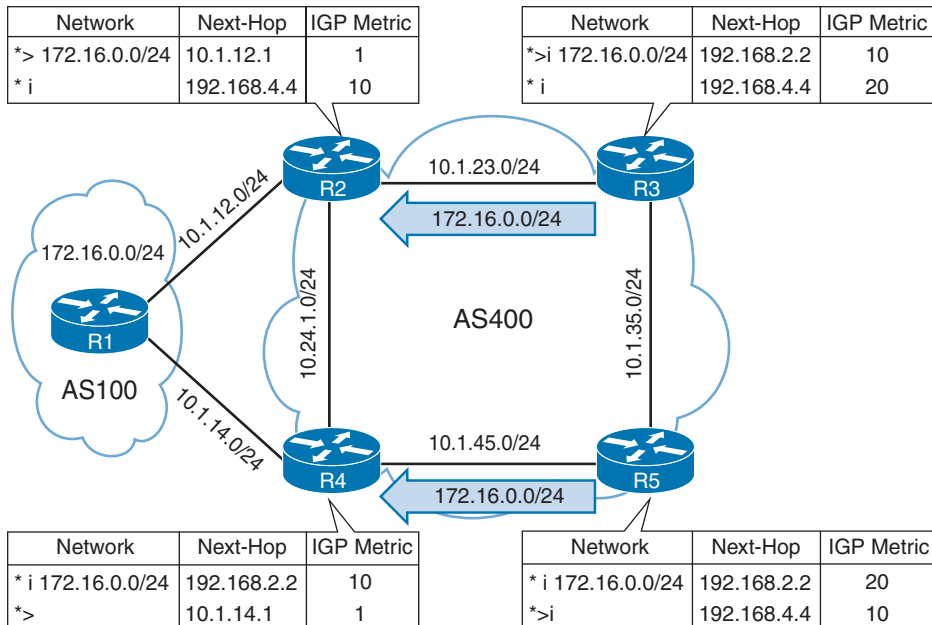 Network Next-Hop IGP Metric
*> 172.16.0.0/24 10.1.12.1 1
* i 192.168.4.4 10
Network Next-Hop IGP Metric
*>i 172.16.0.0/24 192.168.2.2 10
* i 192.168.4.4 20
R2
10.1.23.0/24
R3
172.16.0.0/24
10.1.12.0/24
172.16.0.0/24
R1
AS100
10.24.1.0/24
AS400
10.1.35.0/24
10.1.14.0/24
R4
10.1.45.0/24
R5
172.16.0.0/24
Network Next-Hop IGP Metric
* i 172.16.0.0/24 192.168.2.2 10
*> 10.1.14.1 1
Network Next-Hop IGP Metric
* i 172.16.0.0/24 192.168.2.2 20
*>i 192.168.4.4 10